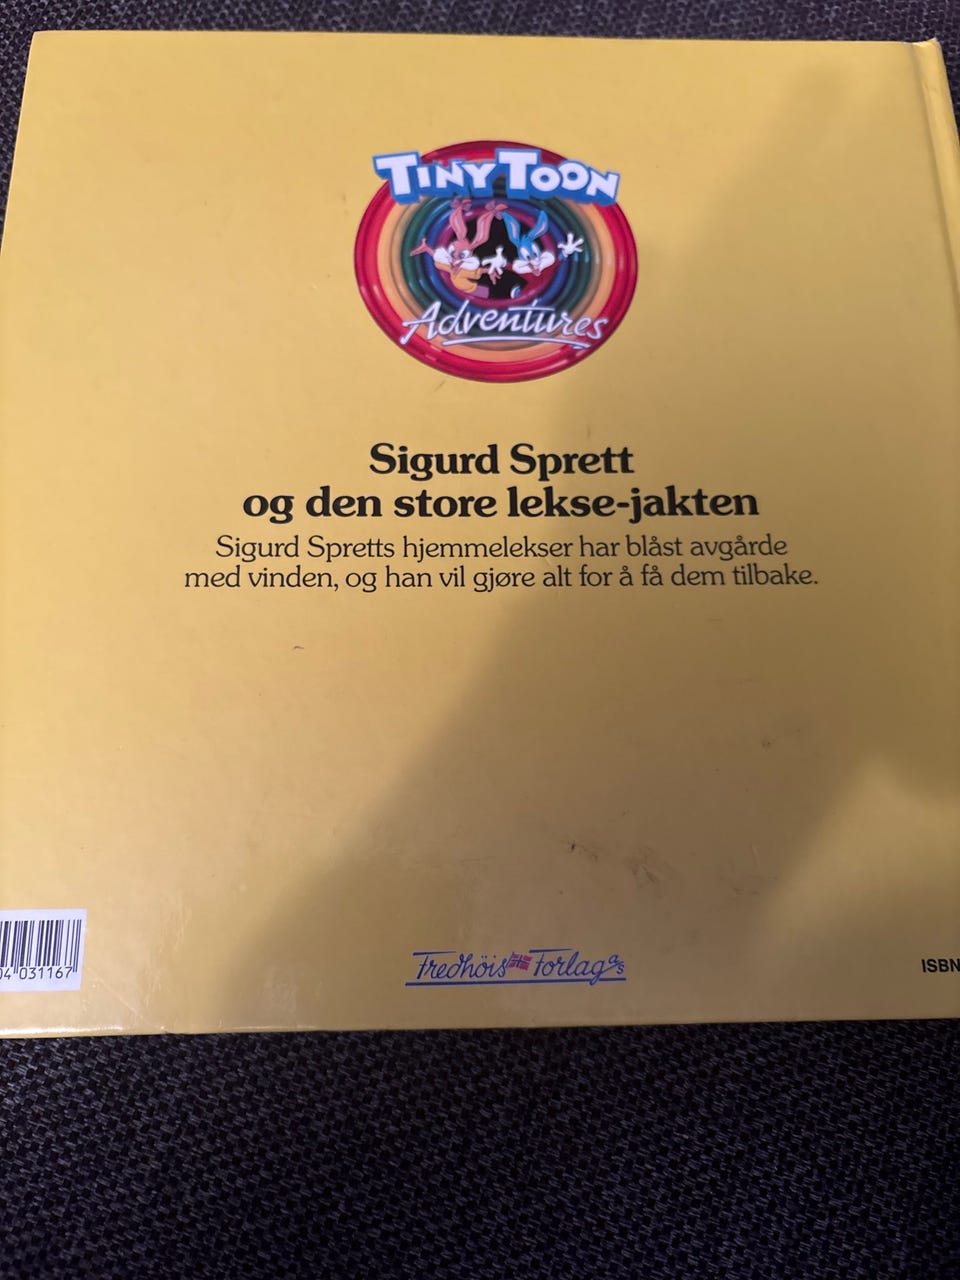 TINY TOON
Adventures
Sigurd Sprett
og den store lekse-jakten
Sigurd Spretts hjemmelekser har blåst avgårde
med vinden, og han vil gjøre alt for å få dem tilbake.
04 031167
Fredhöis Forlag a/s
ISBN